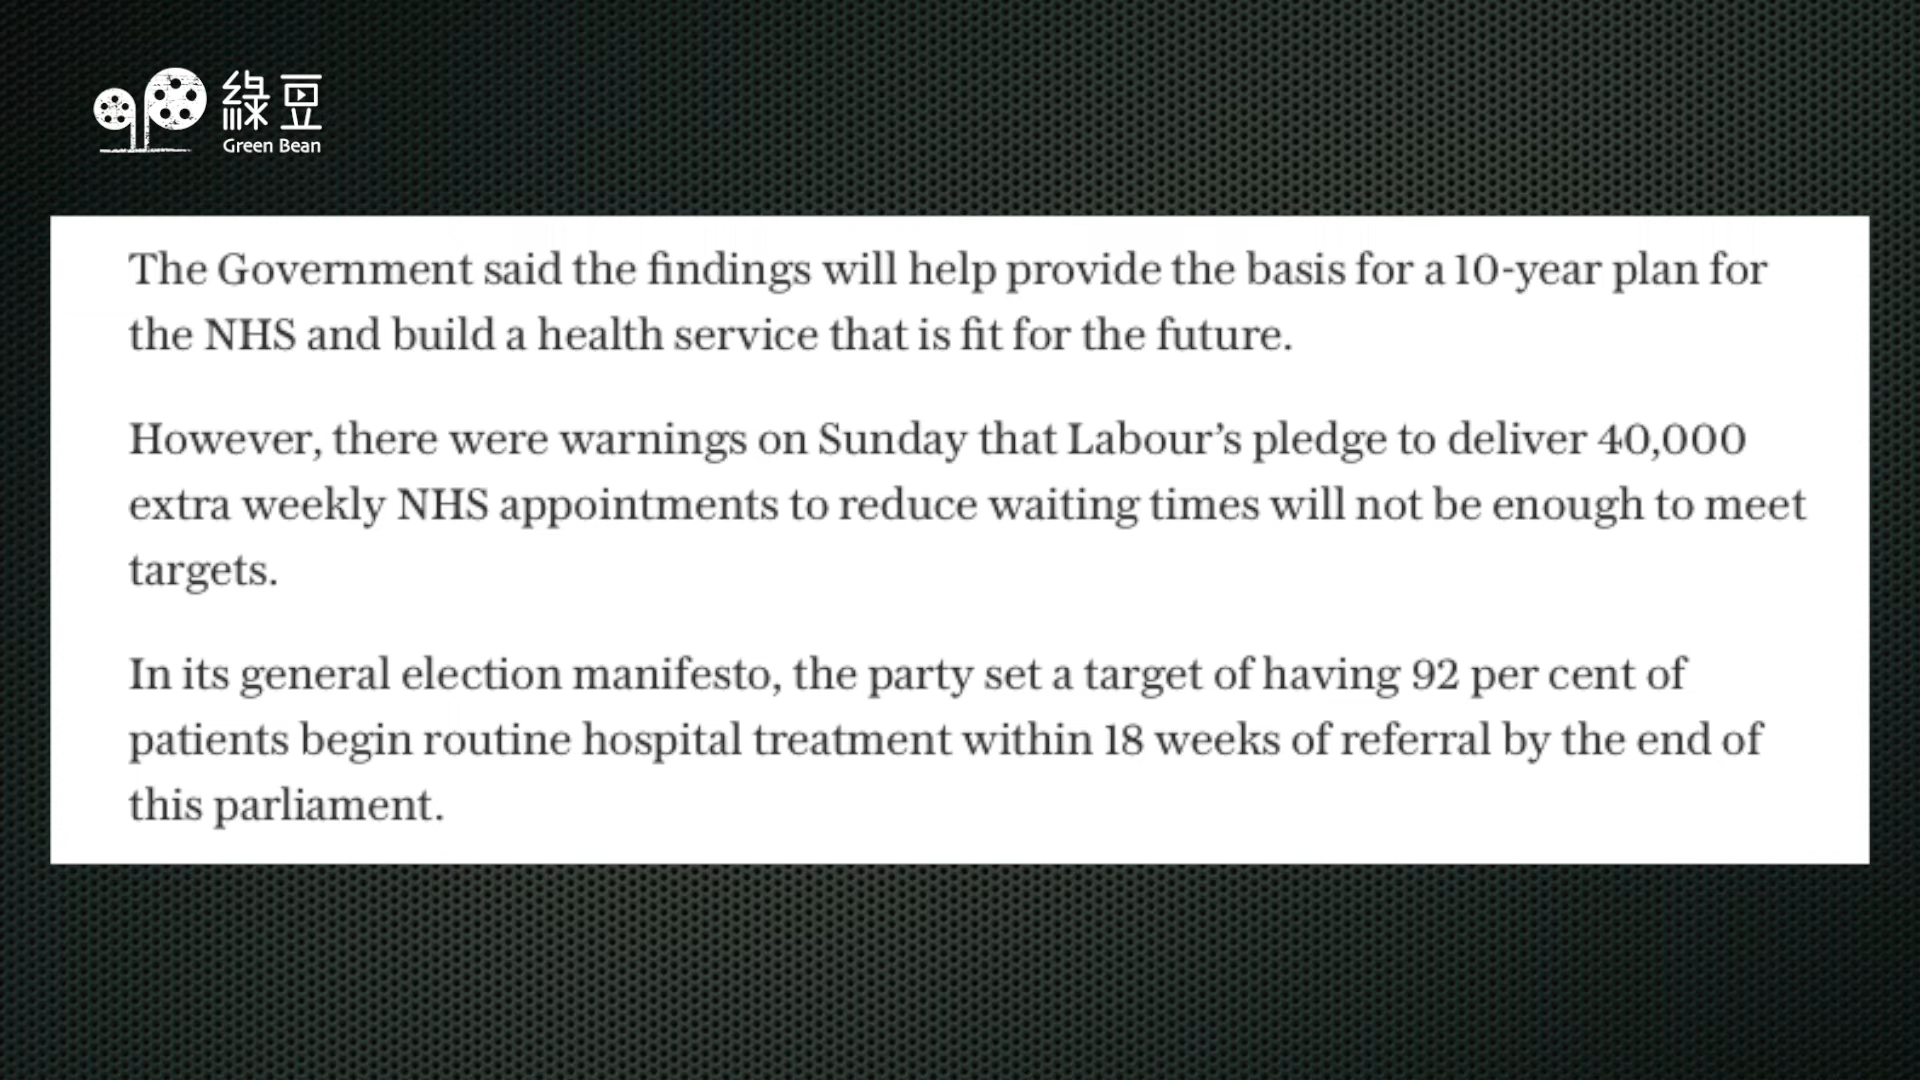 綠豆
Green Bean
The Government said the findings will help provide the basis for a 10-year plan for
the NHS and build a health service that is fit for the future.
However, there were warnings on Sunday that Labour’s pledge to deliver 40,000
extra weekly NHS appointments to reduce waiting times will not be enough to meet
targets.
In its general election manifesto, the party set a target of having 92 per cent of
patients begin routine hospital treatment within 18 weeks of referral by the end of
this parliament.